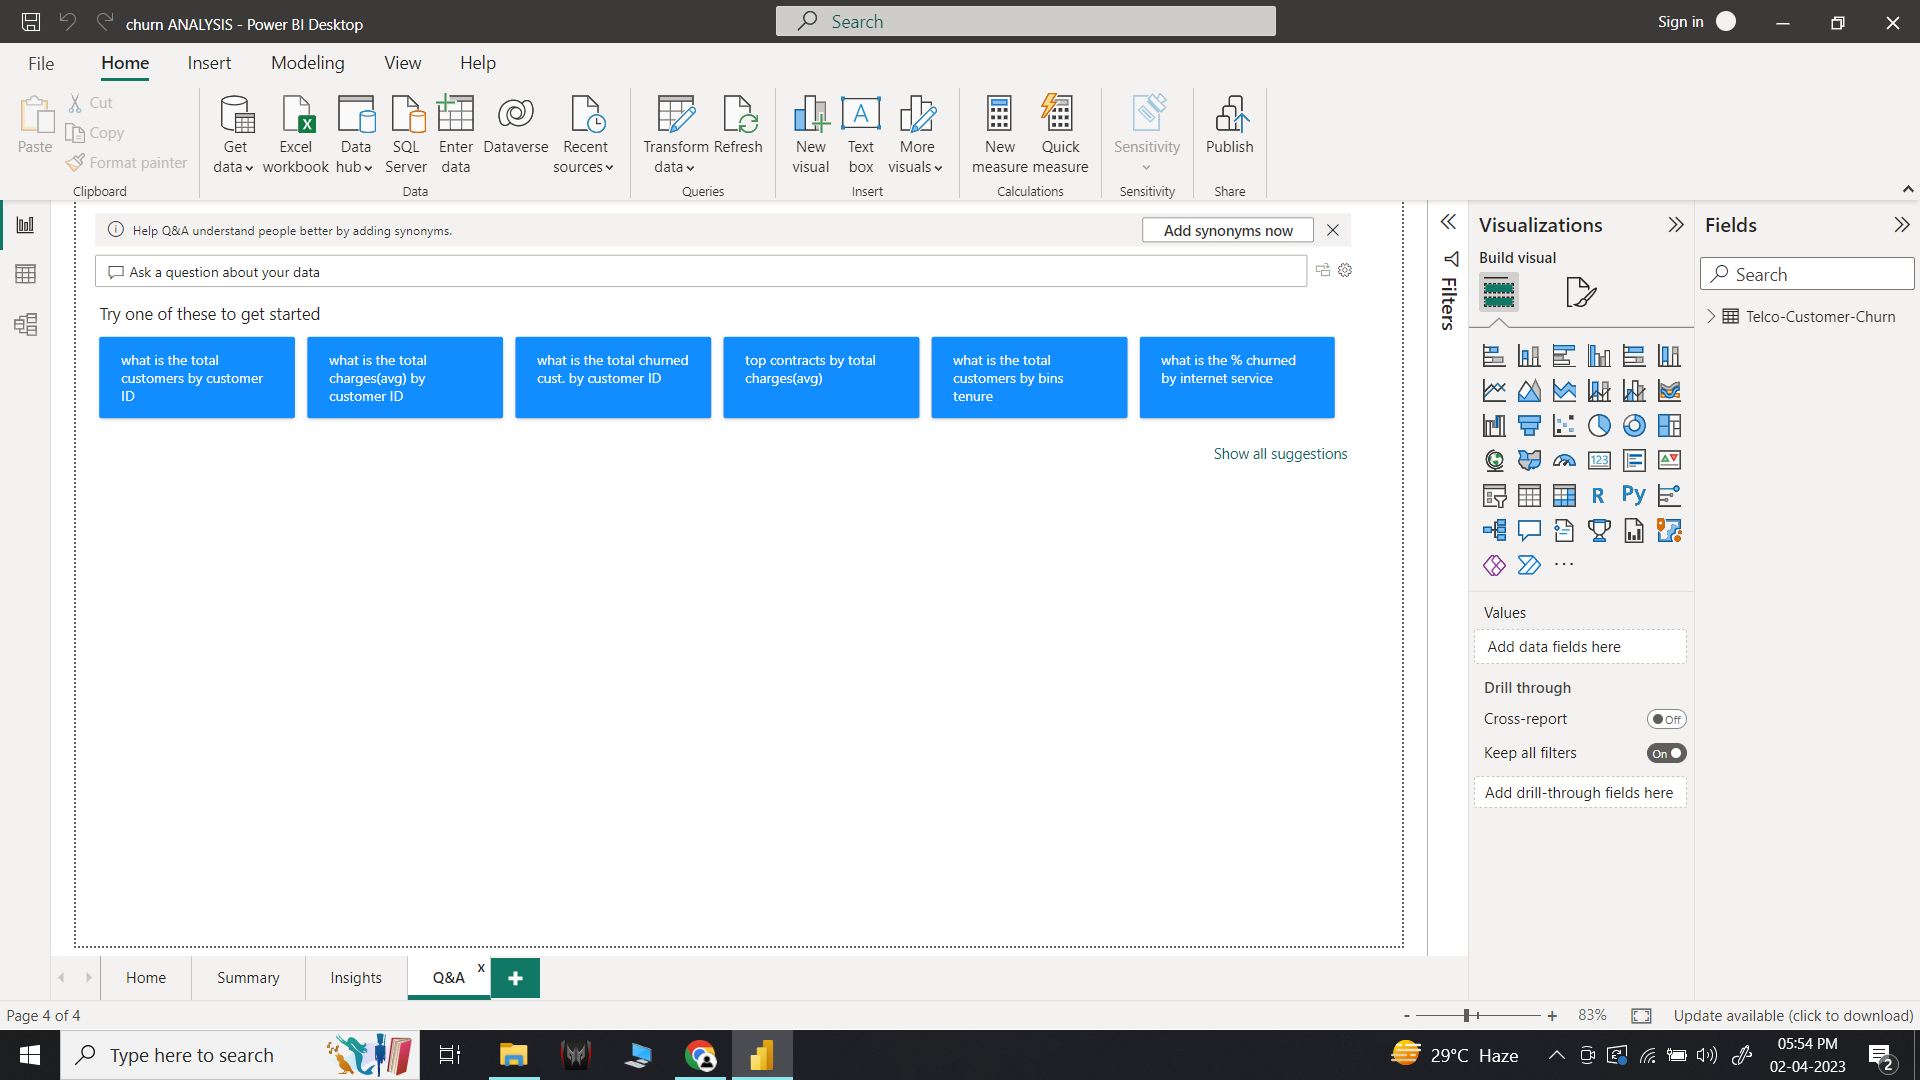 churn ANALYSIS - Power BI Desktop
Search
Sign in
File
Home
Insert
Modeling
View
Help
Paste
Cut
Copy
Format painter
Clipboard
Get data
Excel workbook
Data hub
SQL Server
Enter data
Dataverse
Recent sources
Data
Transform data
Refresh
Queries
New visual
Text box
More visuals
Insert
New measure
Quick measure
Calculations
Sensitivity
Sensitivity
Publish
Share
Help Q&A understand people better by adding synonyms.
Add synonyms now
Ask a question about your data
Try one of these to get started
what is the total
customers by customer
ID
what is the total
charges(avg) by
customer ID
what is the total churned
cust. by customer ID
top contracts by total
charges(avg)
what is the total
customers by bins
tenure
what is the % churned
by internet service
Show all suggestions
Filters
Visualizations
Build visual
123
R
Py
Values
Add data fields here
Drill through
Cross-report
Off
Keep all filters
On
Add drill-through fields here
Fields
Search
Telco-Customer-Churn
Home
Summary
Insights
Q&A
x
+
Page 4 of 4
- + 83%
Update available (click to download)
Type here to search
29°C Haze
05:54 PM
02-04-2023
2